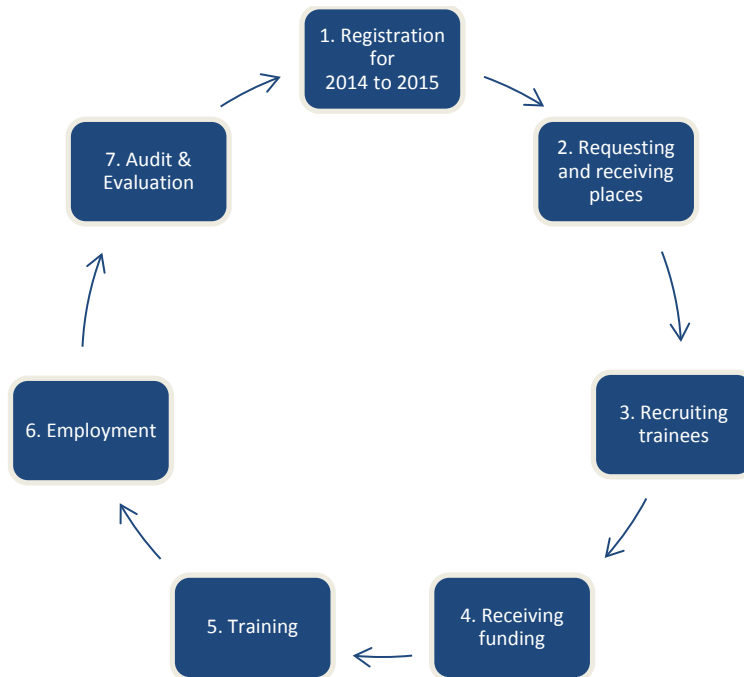 1. Registration
for
2014 to 2015
2. Requesting
and receiving
places
3. Recruiting
trainees
4. Receiving
funding
5. Training
6. Employment
7. Audit &
Evaluation